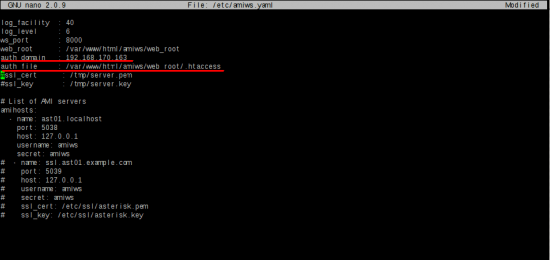 GNU nano 2.0.9 File: /etc/amiws.yaml Modified
log_facility : 40
log_level : 6
ws_port : 8000
web_root : /var/www/html/amiws/web_root
auth_domain : 192.168.170.163
auth_file : /var/www/html/amiws/web_root/.htaccess
#ssl_cert : /tmp/server.pem
#ssl_key : /tmp/server.key
# List of AMI servers
amihosts:
- name: ast01.localhost
port: 5038
host: 127.0.0.1
username: amiws
secret: amiws
# - name: ssl.ast01.example.com
# port: 5039
# host: 127.0.0.1
# username: amiws
# secret: amiws
# ssl_cert: /etc/ssl/asterisk.pem
# ssl_key: /etc/ssl/asterisk.key